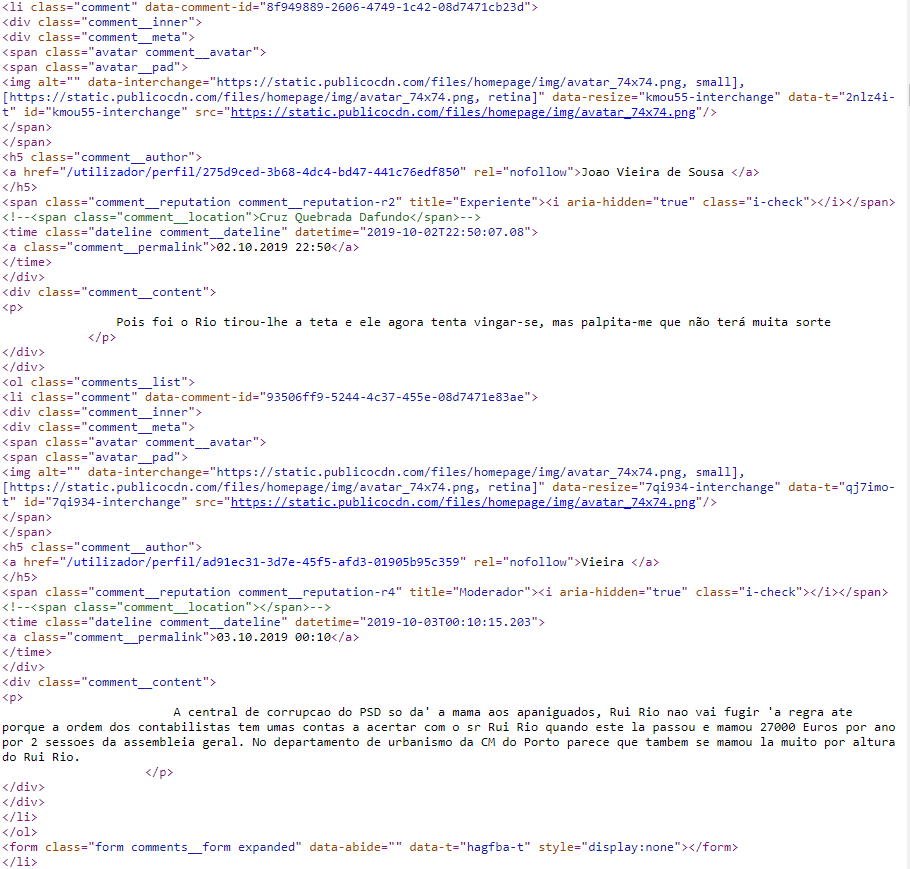 <li class="comment" data-comment-id="8f949889-2606-4749-1c42-08d7471cb23d">
<div class="comment__inner">
<div class="comment__meta">
<span class="avatar comment__avatar">
<span class="avatar__pad">
<img alt="" data-interchange="https://static.publicocdn.com/files/homepage/img/avatar_74x74.png, small],
[https://static.publicocdn.com/files/homepage/img/avatar_74x74.png, retina]" data-resize="kmou55-interchange" data-t="2nlz4i-
t" id="kmou55-interchange" src="https://static.publicocdn.com/files/homepage/img/avatar_74x74.png"/>
</span>
</span>
<h5 class="comment__author">
<a href="/utilizador/perfil/275d9ced-3b68-4dc4-bd47-441c76edf850" rel="nofollow">Joao Vieira de Sousa </a>
</h5>
<span class="comment__reputation comment__reputation-r2" title="Experiente"><i aria-hidden="true" class="i-check"></i></span>
<!--<span class="comment__location">Cruz Quebrada Dafundo</span>-->
<time class="dateline comment__dateline" datetime="2019-10-02T22:50:07.08">
<a class="comment__permalink">02.10.2019 22:50</a>
</time>
</div>
<div class="comment__content">
<p>
Pois foi o Rio tirou-lhe a teta e ele agora tenta vingar-se, mas palpita-me que não terá muita sorte
</p>
</div>
</div>
<ol class="comments__list">
<li class="comment" data-comment-id="93506ff9-5244-4c37-455e-08d7471e83ae">
<div class="comment__inner">
<div class="comment__meta">
<span class="avatar comment__avatar">
<span class="avatar__pad">
<img alt="" data-interchange="https://static.publicocdn.com/files/homepage/img/avatar_74x74.png, small],
[https://static.publicocdn.com/files/homepage/img/avatar_74x74.png, retina]" data-resize="7qi934-interchange" data-t="qj7imo-
t" id="7qi934-interchange" src="https://static.publicocdn.com/files/homepage/img/avatar_74x74.png"/>
</span>
</span>
<h5 class="comment__author">
<a href="/utilizador/perfil/ad91ec31-3d7e-45f5-afd3-01905b95c359" rel="nofollow">Vieira </a>
</h5>
<span class="comment__reputation comment__reputation-r4" title="Moderador"><i aria-hidden="true" class="i-check"></i></span>
<!--<span class="comment__location"></span>-->
<time class="dateline comment__dateline" datetime="2019-10-03T00:10:15.203">
<a class="comment__permalink">03.10.2019 00:10</a>
</time>
</div>
<div class="comment__content">
<p>
A central de corrupcao do PSD so da' a mama aos apaniguados, Rui Rio nao vai fugir 'a regra ate
porque a ordem dos contabilistas tem umas contas a acertar com o sr Rui Rio quando este la passou e mamou 27000 Euros por ano
por 2 sessoes da assembleia geral. No departamento de urbanismo da CM do Porto parece que tambem se mamou la muito por altura
do Rui Rio.
</p>
</div>
</div>
</li>
</ol>
<form class="form comments__form expanded" data-abide="" data-t="hagfba-t" style="display:none"></form>
</li>